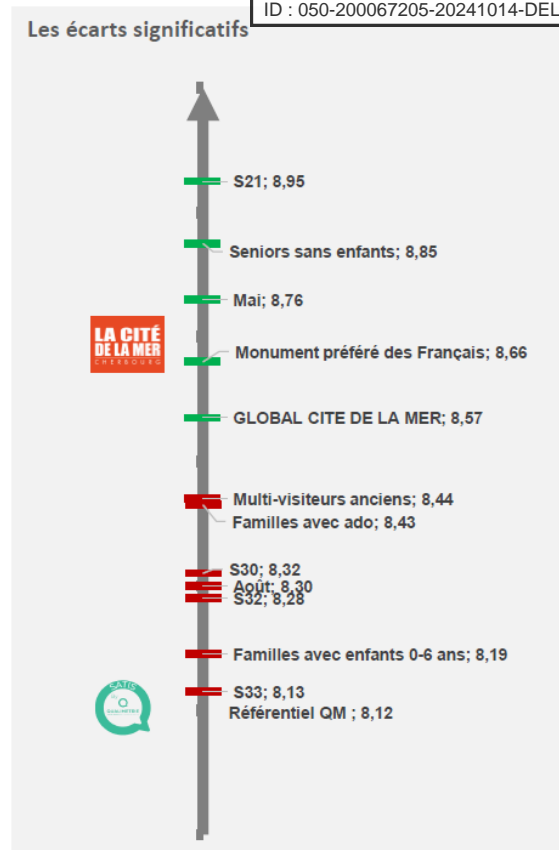 ID : 050-200067205-20241014-DEL
Les écarts significatifs
S21; 8,95
Seniors sans enfants; 8,85
Mai; 8,76
LA CITÉ
DE LA MER
CHERBOURG
Monument préféré des Français; 8,66
GLOBAL CITE DE LA MER; 8,57
Multi-visiteurs anciens; 8,44
Familles avec ado; 8,43
S30; 8,32
Août; 8,30
S32; 8,28
Familles avec enfants 0-6 ans; 8,19
SATIS
S33; 8,13
Référentiel QM ; 8,12